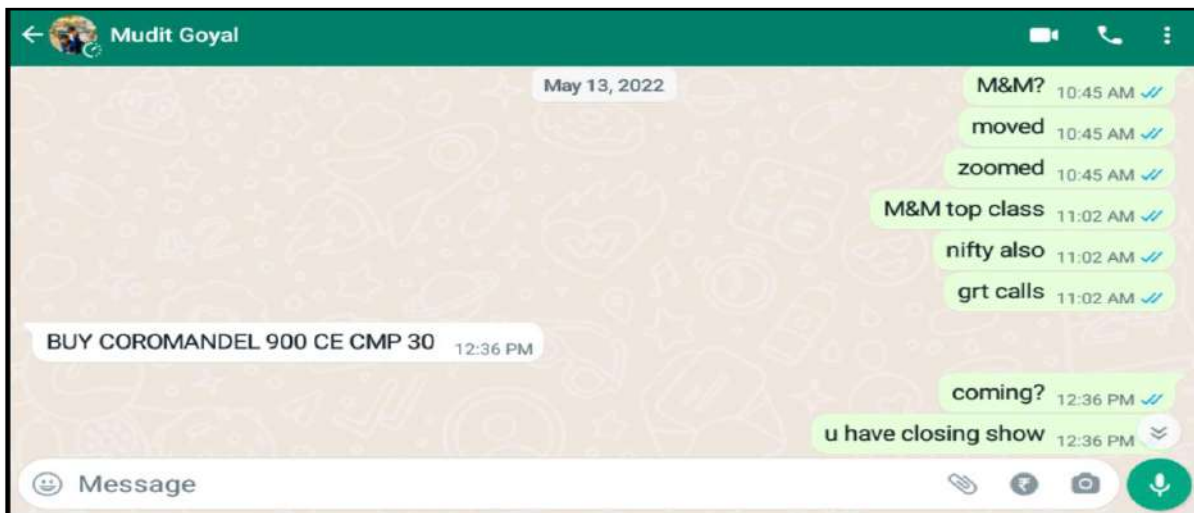 Mudit Goyal
May 13, 2022
M&M? 10:45 AM
moved 10:45 AM
zoomed 10:45 AM
M&M top class 11:02 AM
nifty also 11:02 AM
grt calls 11:02 AM
BUY COROMANDEL 900 CE CMP 30 12:36 PM
coming? 12:36 PM
u have closing show 12:36 PM
Message